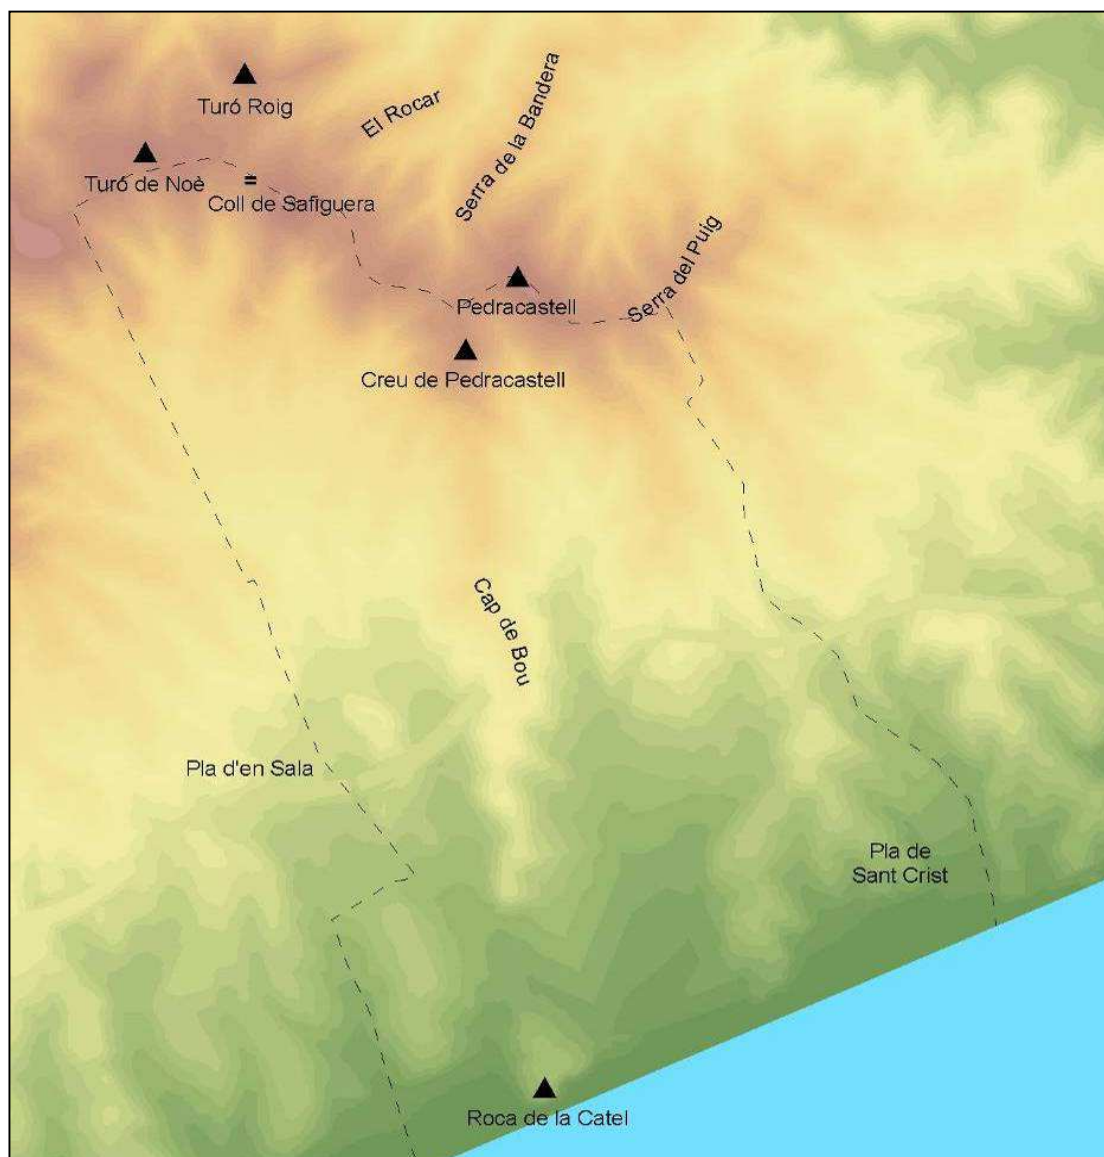 Turó Roig
El Rocar
Serra de la Bandera
Turó de Noè
Coll de Safiguera
Serra del Puig
Pedracastell
Creu de Pedracastell
Cap de Bou
Pla d'en Sala
Pla de
Sant Crist
Roca de la Catel